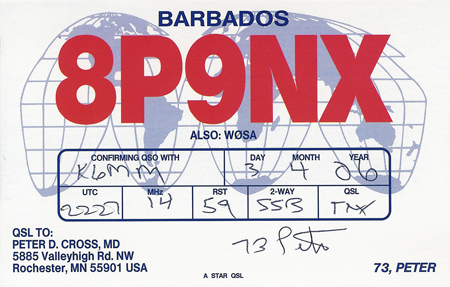 BARBADOS
8P9NX
ALSO: WØSA
CONFIRMING QSO WITH DAY MONTH YEAR
K6MM 3 4 06
UTC MHz RST 2-WAY QSL
2227 14 59 SSB TNX
QSL TO:
PETER D. CROSS, MD
5885 Valleyhigh Rd. NW
Rochester, MN 55901 USA
73 Peter
A STAR QSL
73, PETER